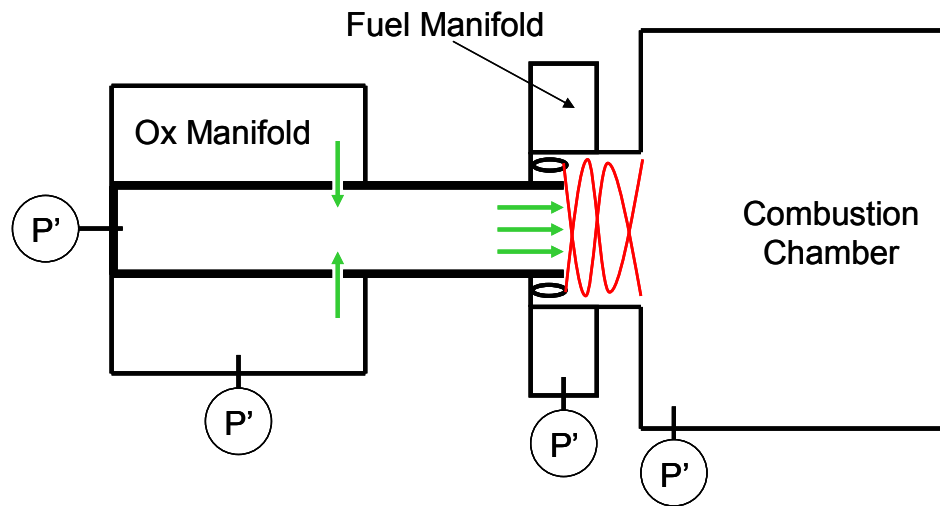 Fuel Manifold
Ox Manifold
P'
Combustion
Chamber
P'
P'
P'